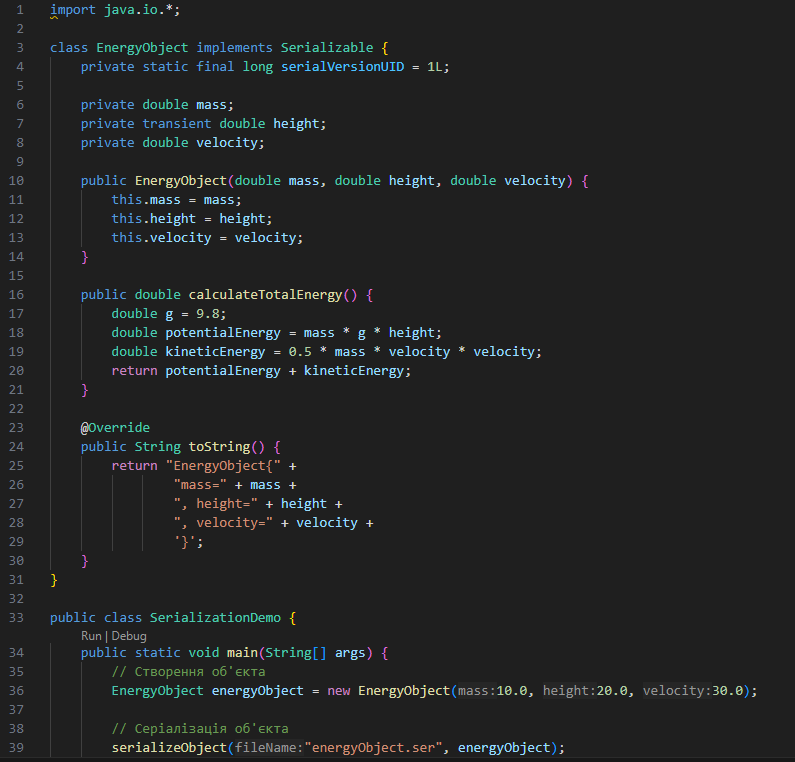 1 import java.io.*;
2
3 class EnergyObject implements Serializable {
4 private static final long serialVersionUID = 1L;
5
6 private double mass;
7 private transient double height;
8 private double velocity;
9
10 public EnergyObject(double mass, double height, double velocity) {
11 this.mass = mass;
12 this.height = height;
13 this.velocity = velocity;
14 }
15
16 public double calculateTotalEnergy() {
17 double g = 9.8;
18 double potentialEnergy = mass * g * height;
19 double kineticEnergy = 0.5 * mass * velocity * velocity;
20 return potentialEnergy + kineticEnergy;
21 }
22
23 @Override
24 public String toString() {
25 return "EnergyObject{" +
26 "mass=" + mass +
27 ", height=" + height +
28 ", velocity=" + velocity +
29 '}';
30 }
31 }
32
33 public class SerializationDemo {
Run | Debug
34 public static void main(String[] args) {
35 // Створення об'єкта
36 EnergyObject energyObject = new EnergyObject(mass:10.0, height:20.0, velocity:30.0);
37
38 // Серіалізація об'єкта
39 serializeObject(fileName:"energyObject.ser", energyObject);